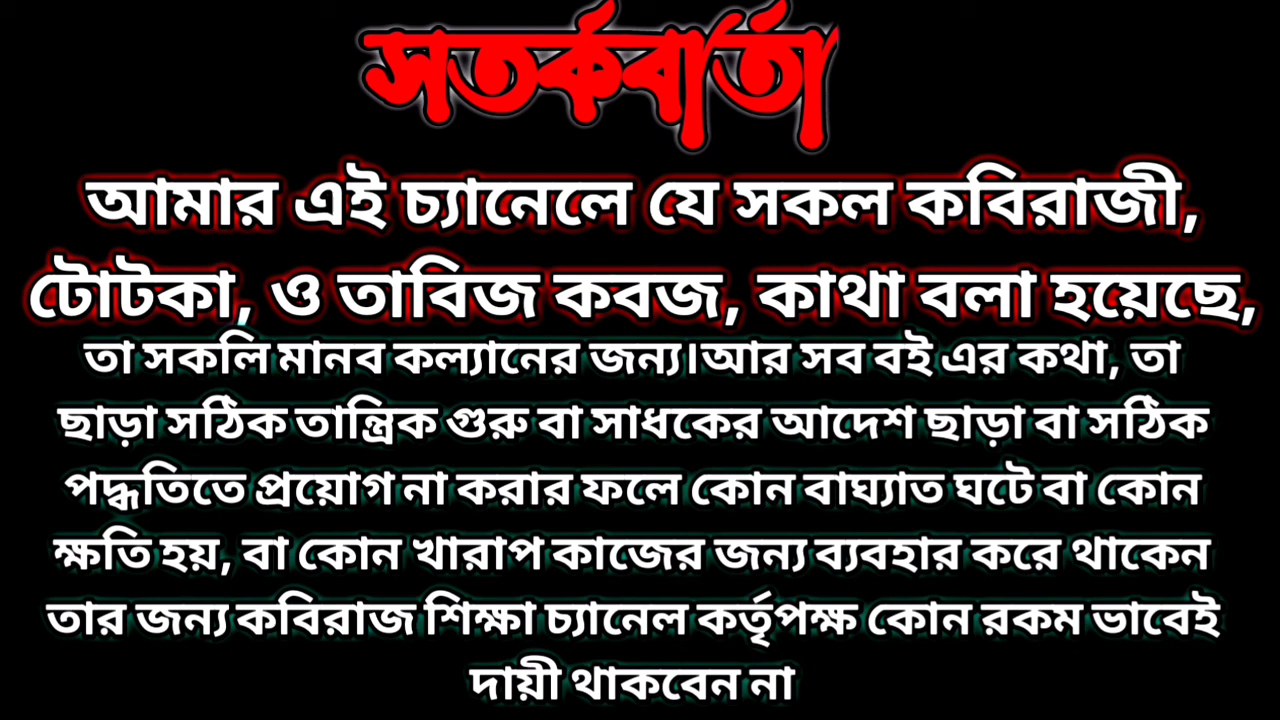 সতর্কবার্তা
আমার এই চ্যানেলে যে সকল কবিরাজী,
টোটকা, ও তাবিজ কবজ, কাথা বলা হয়েছে,
তা সকলি মানব কল্যানের জন্য।আর সব বই এর কথা, তা
ছাড়া সঠিক তান্ত্রিক গুরু বা সাধকের আদেশ ছাড়া বা সঠিক
পদ্ধতিতে প্রয়োগ না করার ফলে কোন বাঘ্যাত ঘটে বা কোন
ক্ষতি হয়, বা কোন খারাপ কাজের জন্য ব্যবহার করে থাকেন
তার জন্য কবিরাজ শিক্ষা চ্যানেল কর্তৃপক্ষ কোন রকম ভাবেই
দায়ী থাকবেন না